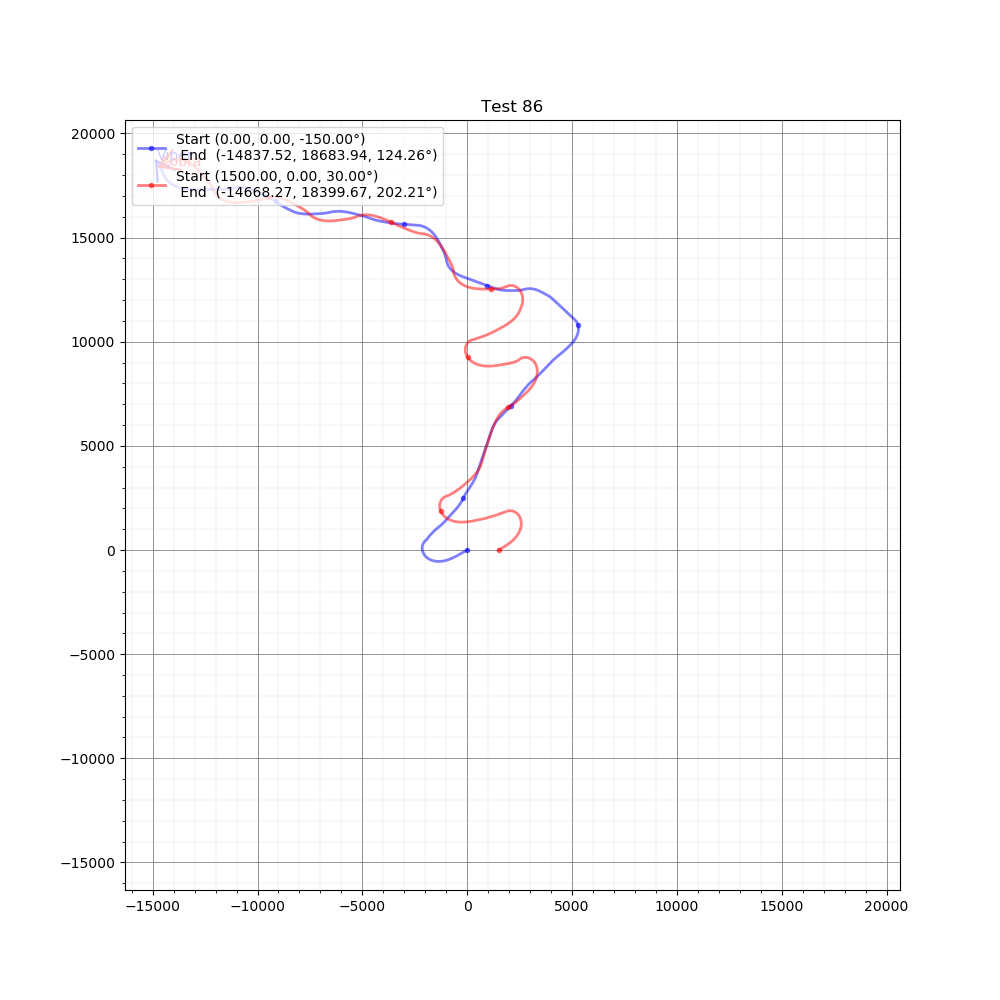 Test 86
Start (0.00, 0.00, -150.00°)
End (-14837.52, 18683.94, 124.26°)
Start (1500.00, 0.00, 30.00°)
End (-14668.27, 18399.67, 202.21°)
20000
15000
10000
5000
0
−5000
−10000
−15000
−15000 −10000 −5000 0 5000 10000 15000 20000